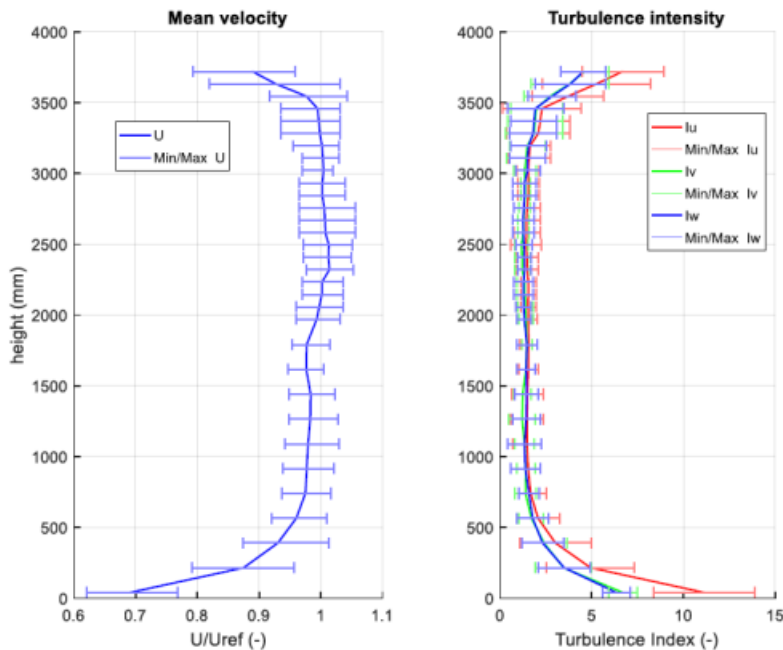 Mean velocity
4000
3500
3000
2500
2000
1500
1000
500
0
height (mm)
0.6
0.7
0.8
0.9
1
1.1
U/Uref (-)
U
Min/Max U
Turbulence intensity
4000
3500
3000
2500
2000
1500
1000
500
0
0
5
10
15
Turbulence Index (-)
Iu
Min/Max Iu
Iv
Min/Max Iv
Iw
Min/Max Iw